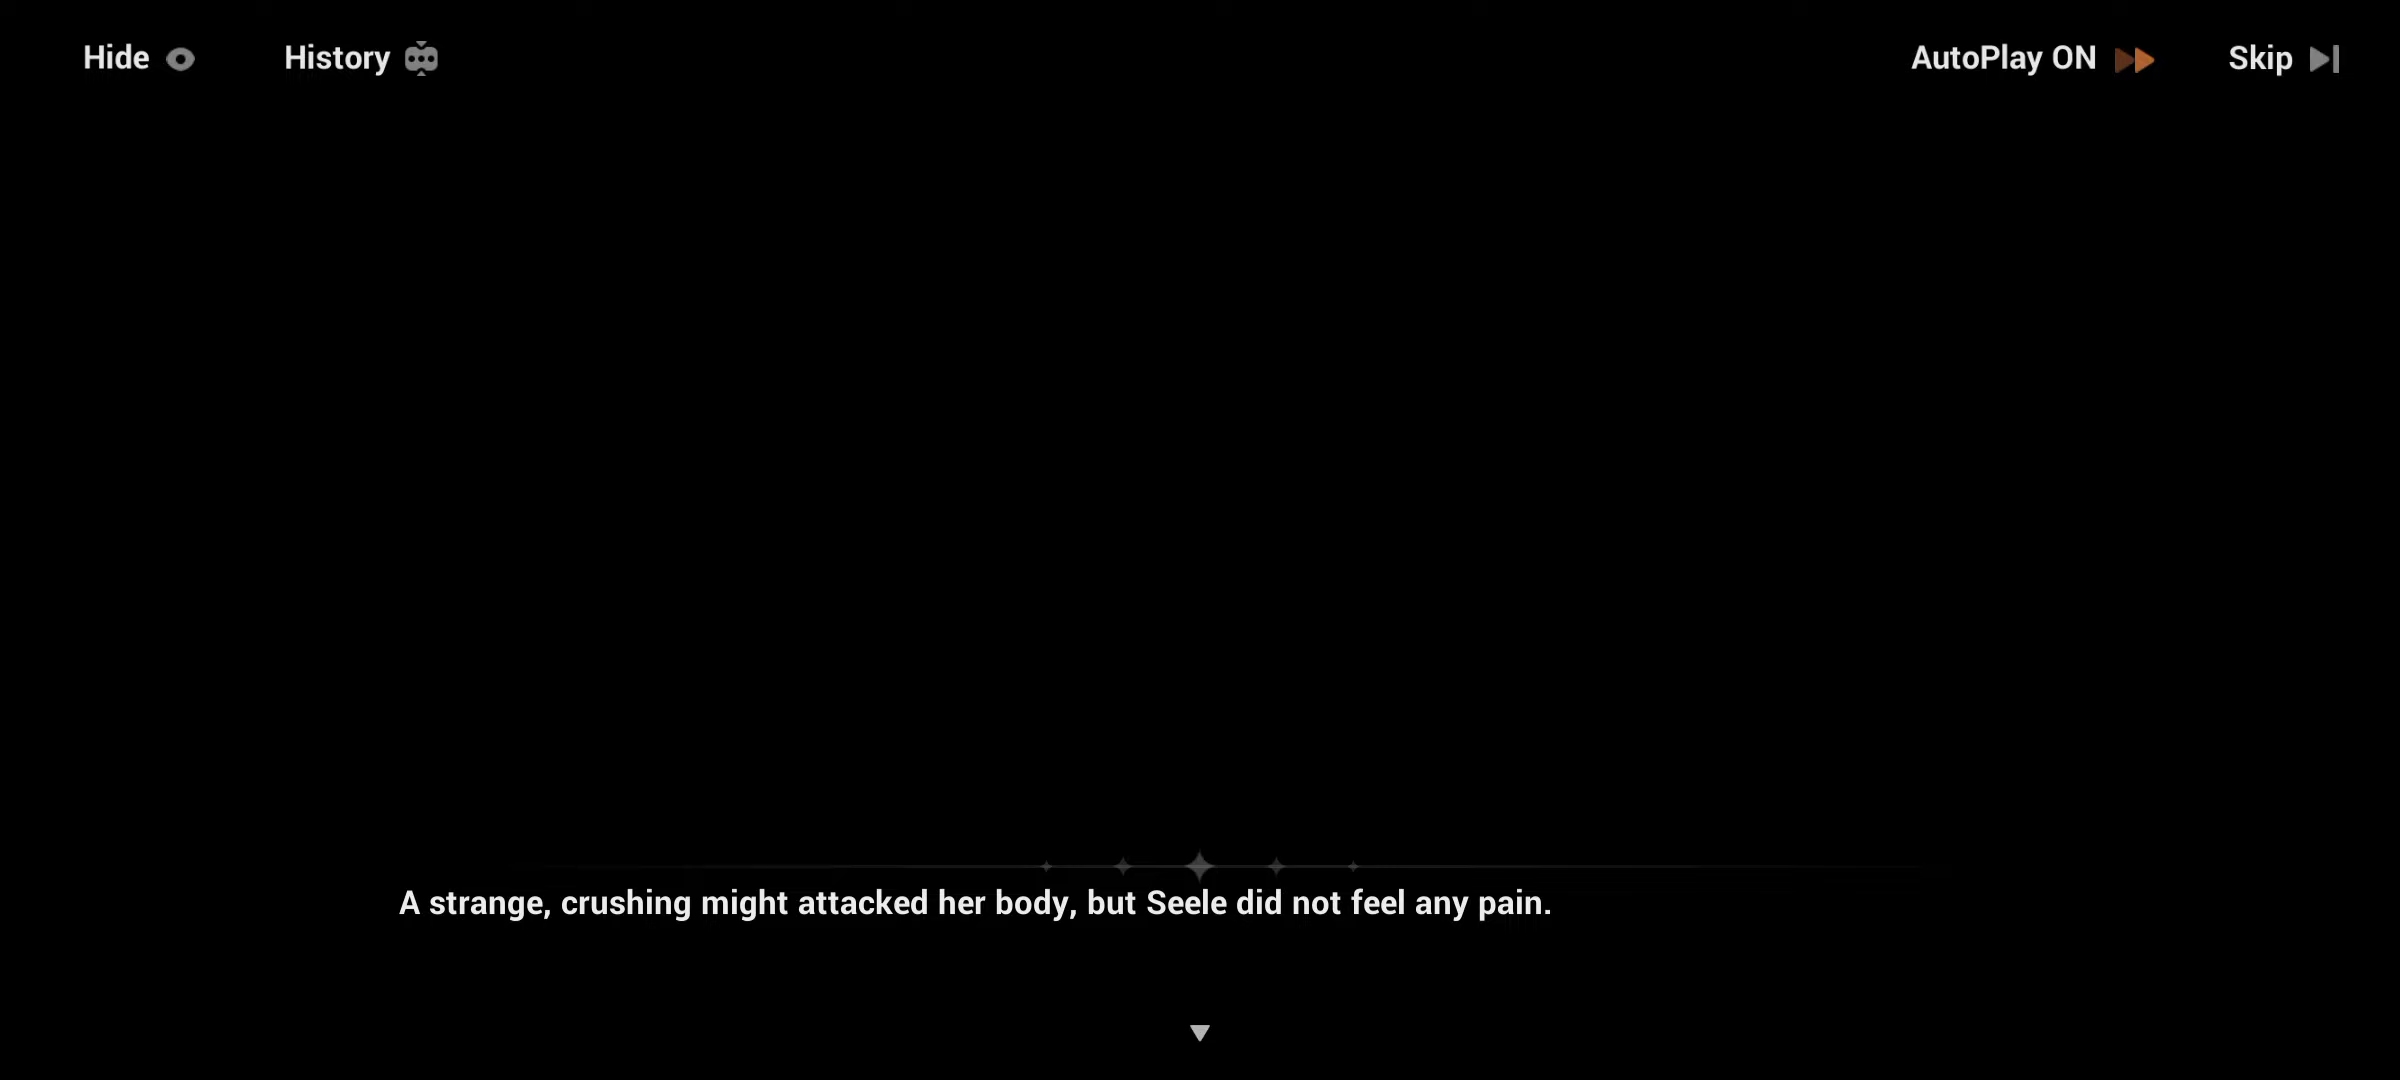 Hide
History
AutoPlay ON
Skip
A strange, crushing might attacked her body, but Seele did not feel any pain.